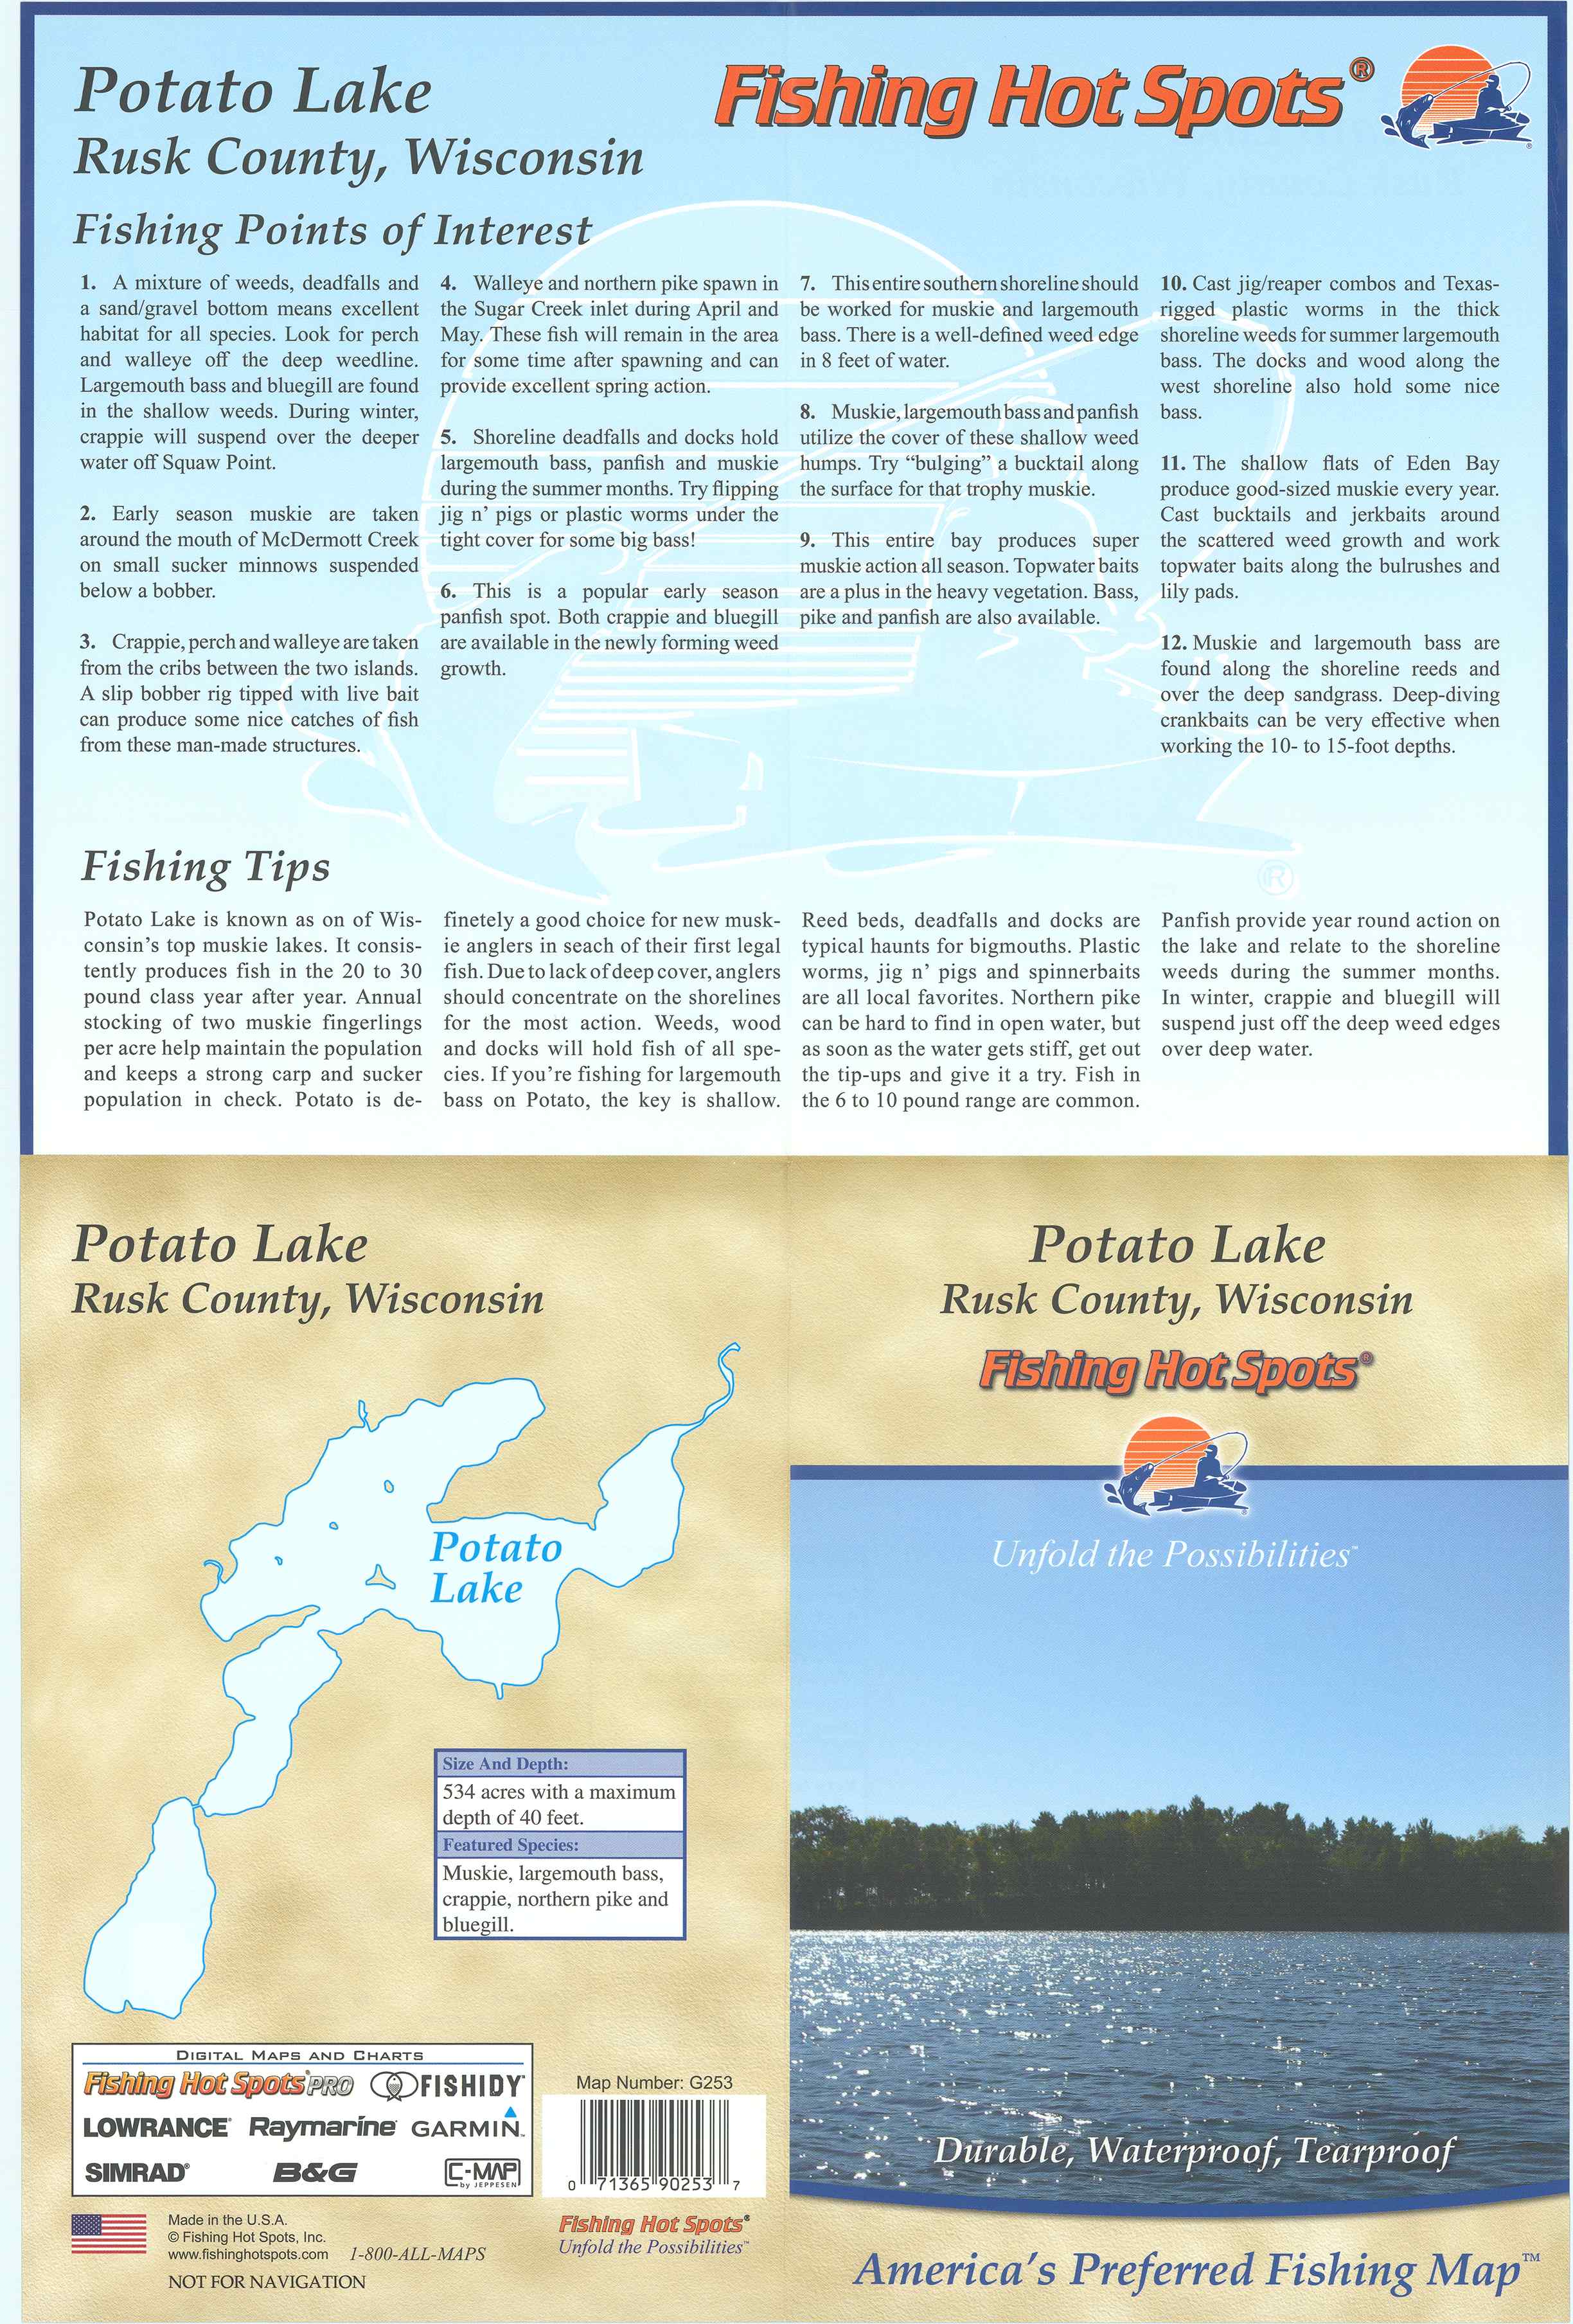 Potato Lake
Rusk County, Wisconsin
Fishing Hot Spots®
Fishing Points of Interest
1. A mixture of weeds, deadfalls and
a sand/gravel bottom means excellent
habitat for all species. Look for perch
and walleye off the deep weedline.
Largemouth bass and bluegill are found
in the shallow weeds. During winter,
crappie will suspend over the deeper
water off Squaw Point.
2. Early season muskie are taken
around the mouth of McDermott Creek
on small sucker minnows suspended
below a bobber.
3. Crappie, perch and walleye are taken
from the cribs between the two islands.
A slip bobber rig tipped with live bait
can produce some nice catches of fish
from these man-made structures.
4. Walleye and northern pike spawn in
the Sugar Creek inlet during April and
May. These fish will remain in the area
for some time after spawning and can
provide excellent spring action.
5. Shoreline deadfalls and docks hold
largemouth bass, panfish and muskie
during the summer months. Try flipping
jig n' pigs or plastic worms under the
tight cover for some big bass!
6. This is a popular early season
panfish spot. Both crappie and bluegill
are available in the newly forming weed
growth.
7. This entire southern shoreline should
be worked for muskie and largemouth
bass. There is a well-defined weed edge
in 8 feet of water.
8. Muskie, largemouth bass and panfish
utilize the cover of these shallow weed
humps. Try “bulging” a bucktail along
the surface for that trophy muskie.
9. This entire bay produces super
muskie action all season. Topwater baits
are a plus in the heavy vegetation. Bass,
pike and panfish are also available.
10. Cast jig/reaper combos and Texas-
rigged plastic worms in the thick
shoreline weeds for summer largemouth
bass. The docks and wood along the
west shoreline also hold some nice
bass.
11. The shallow flats of Eden Bay
produce good-sized muskie every year.
Cast bucktails and jerkbaits around
the scattered weed growth and work
topwater baits along the bulrushes and
lily pads.
12. Muskie and largemouth bass are
found along the shoreline reeds and
over the deep sandgrass. Deep-diving
crankbaits can be very effective when
working the 10- to 15-foot depths.
®
Fishing Tips
Potato Lake is known as on of Wis-
consin's top muskie lakes. It consis-
tently produces fish in the 20 to 30
pound class year after year. Annual
stocking of two muskie fingerlings
per acre help maintain the population
and keeps a strong carp and sucker
population in check. Potato is de-
finetely a good choice for new musk-
ie anglers in seach of their first legal
fish. Due to lack of deep cover, anglers
should concentrate on the shorelines
for the most action. Weeds, wood
and docks will hold fish of all spe-
cies. If you're fishing for largemouth
bass on Potato, the key is shallow.
Reed beds, deadfalls and docks are
typical haunts for bigmouths. Plastic
worms, jig n' pigs and spinnerbaits
are all local favorites. Northern pike
can be hard to find in open water, but
as soon as the water gets stiff, get out
the tip-ups and give it a try. Fish in
the 6 to 10 pound range are common.
Panfish provide year round action on
the lake and relate to the shoreline
weeds during the summer months.
In winter, crappie and bluegill will
suspend just off the deep weed edges
over deep water.
Potato Lake
Rusk County, Wisconsin
Potato
Lake
Size And Depth:
534 acres with a maximum
depth of 40 feet.
Featured Species:
Muskie, largemouth bass,
crappie, northern pike and
bluegill.
DIGITAL MAPS AND CHARTS
Fishing Hot Spots® PRO FISHIDY™
LOWRANCE® Raymarine® GARMIN™
SIMRAD® B&G C-MAP
by JEPPESEN
Map Number: G253
0 71365 90253 7
Made in the U.S.A.
© Fishing Hot Spots, Inc.
www.fishinghotspots.com 1-800-ALL-MAPS
NOT FOR NAVIGATION
Fishing Hot Spots®
Unfold the Possibilities™
Potato Lake
Rusk County, Wisconsin
Fishing Hot Spots®
Unfold the Possibilities™
Durable, Waterproof, Tearproof
America's Preferred Fishing Map™